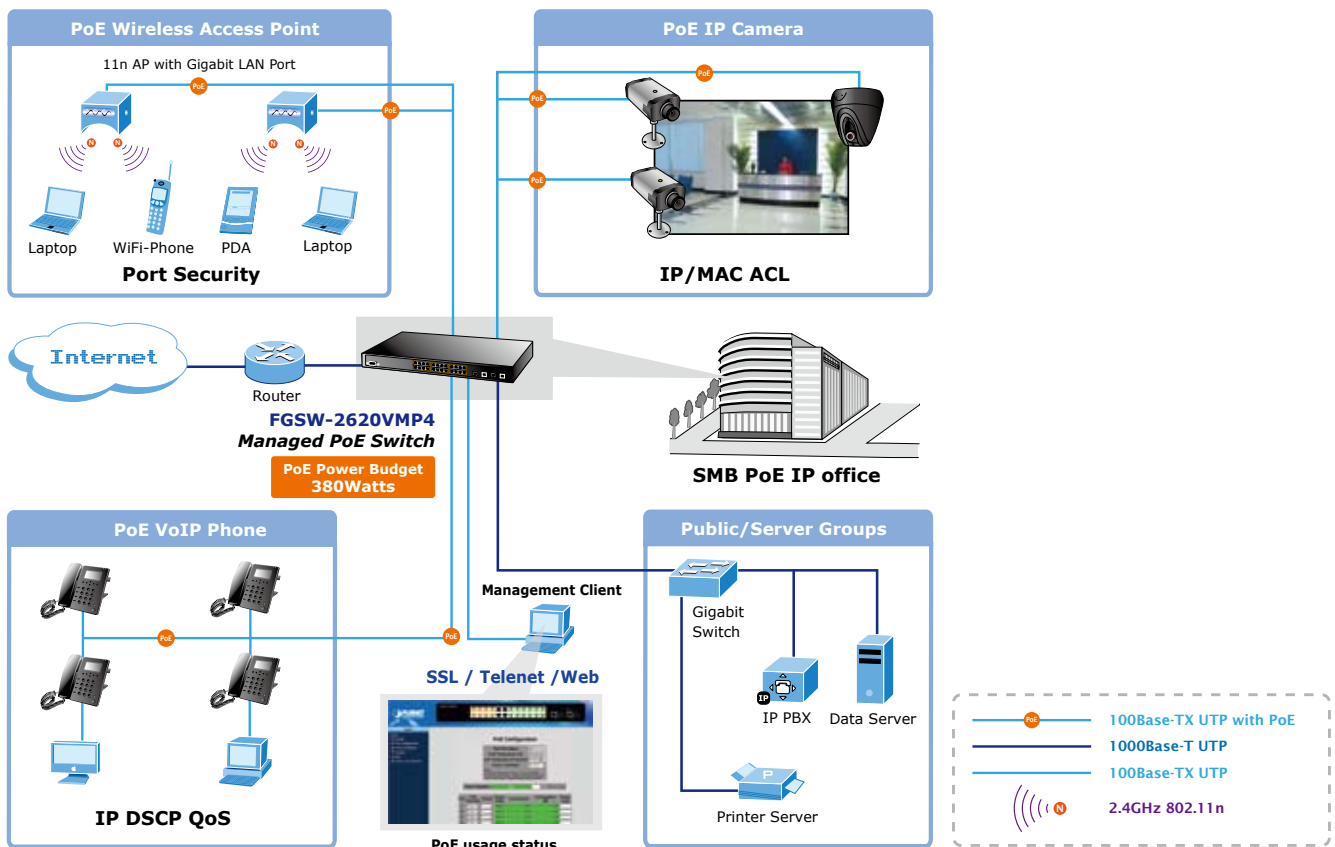 PoE Wireless Access Point
11n AP with Gigabit LAN Port
PoE
PoE
N
N
N
N
Laptop
WiFi-Phone
PDA
Laptop
Port Security
PoE IP Camera
PoE
PoE
PoE
IP/MAC ACL
Internet
Router
FGSW-2620VMP4
Managed PoE Switch
PoE Power Budget
380Watts
SMB PoE IP office
PoE VoIP Phone
PoE
PoE
IP DSCP QoS
Management Client
SSL / Telenet /Web
PoE Configuration
PoE usage status
Public/Server Groups
Gigabit
Switch
IP
IP PBX
Data Server
P
Printer Server
PoE
100Base-TX UTP with PoE
1000Base-T UTP
100Base-TX UTP
N
2.4GHz 802.11n